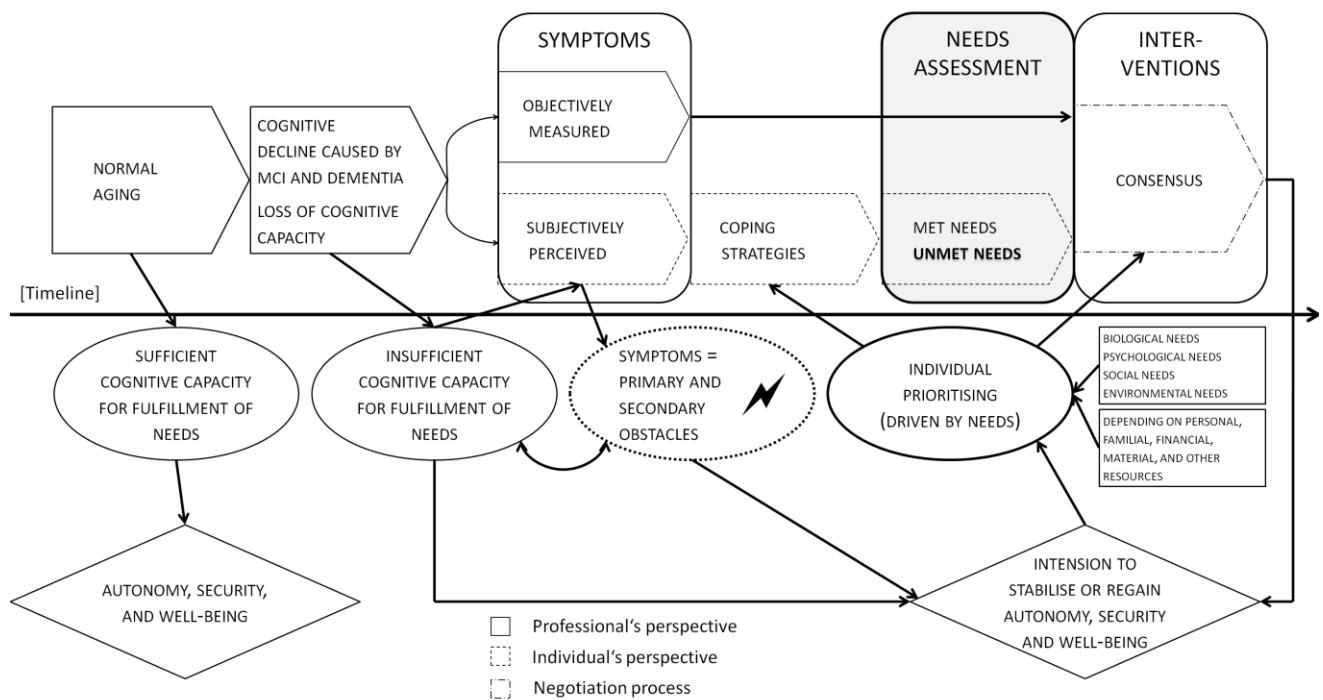 SYMPTOMS
NEEDS
ASSESSMENT
INTER-
VENTIONS
NORMAL
AGING
COGNITIVE
DECLINE CAUSED BY
MCI AND DEMENTIA
LOSS OF COGNITIVE
CAPACITY
OBJECTIVELY
MEASURED
SUBJECTIVELY
PERCEIVED
COPING
STRATEGIES
MET NEEDS
UNMET NEEDS
CONSENSUS
[Timeline]
SUFFICIENT
COGNITIVE CAPACITY
FOR FULFILLMENT OF
NEEDS
INSUFFICIENT
COGNITIVE CAPACITY
FOR FULFILLMENT OF
NEEDS
SYMPTOMS =
PRIMARY AND
SECONDARY
OBSTACLES
INDIVIDUAL
PRIORITISING
(DRIVEN BY NEEDS)
BIOLOGICAL NEEDS
PSYCHOLOGICAL NEEDS
SOCIAL NEEDS
ENVIRONMENTAL NEEDS
DEPENDING ON PERSONAL,
FAMILIAL, FINANCIAL,
MATERIAL, AND OTHER
RESOURCES
AUTONOMY, SECURITY,
AND WELL-BEING
INTENSION TO
STABILISE OR REGAIN
AUTONOMY, SECURITY
AND WELL-BEING
Professional's perspective
Individual's perspective
Negotiation process